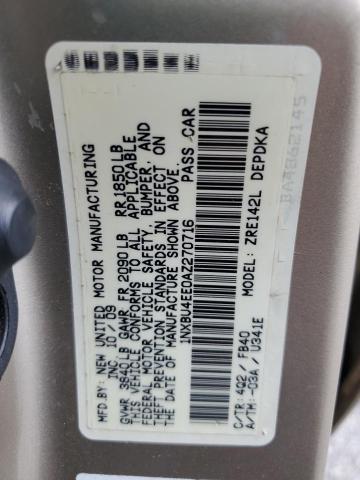 MFD BY: NEW UNITED MOTOR MANUFACTURING
INC 10/09
GVWR 3840LB GAWR FR 2090LB RR 1850LB
THIS VEHICLE CONFORMS TO ALL APPLICABLE
FEDERAL MOTOR VEHICLE SAFETY, BUMPER, AND
THEFT PREVENTION STANDARDS IN EFFECT ON
THE DATE OF MANUFACTURE SHOWN ABOVE.
1NXBU4EE0AZ270716 PASS CAR
MODEL: ZRE142L DEPDKA
C/TR: 4Q2 / FB40
A/TM: -03A / U341E
BA4862145